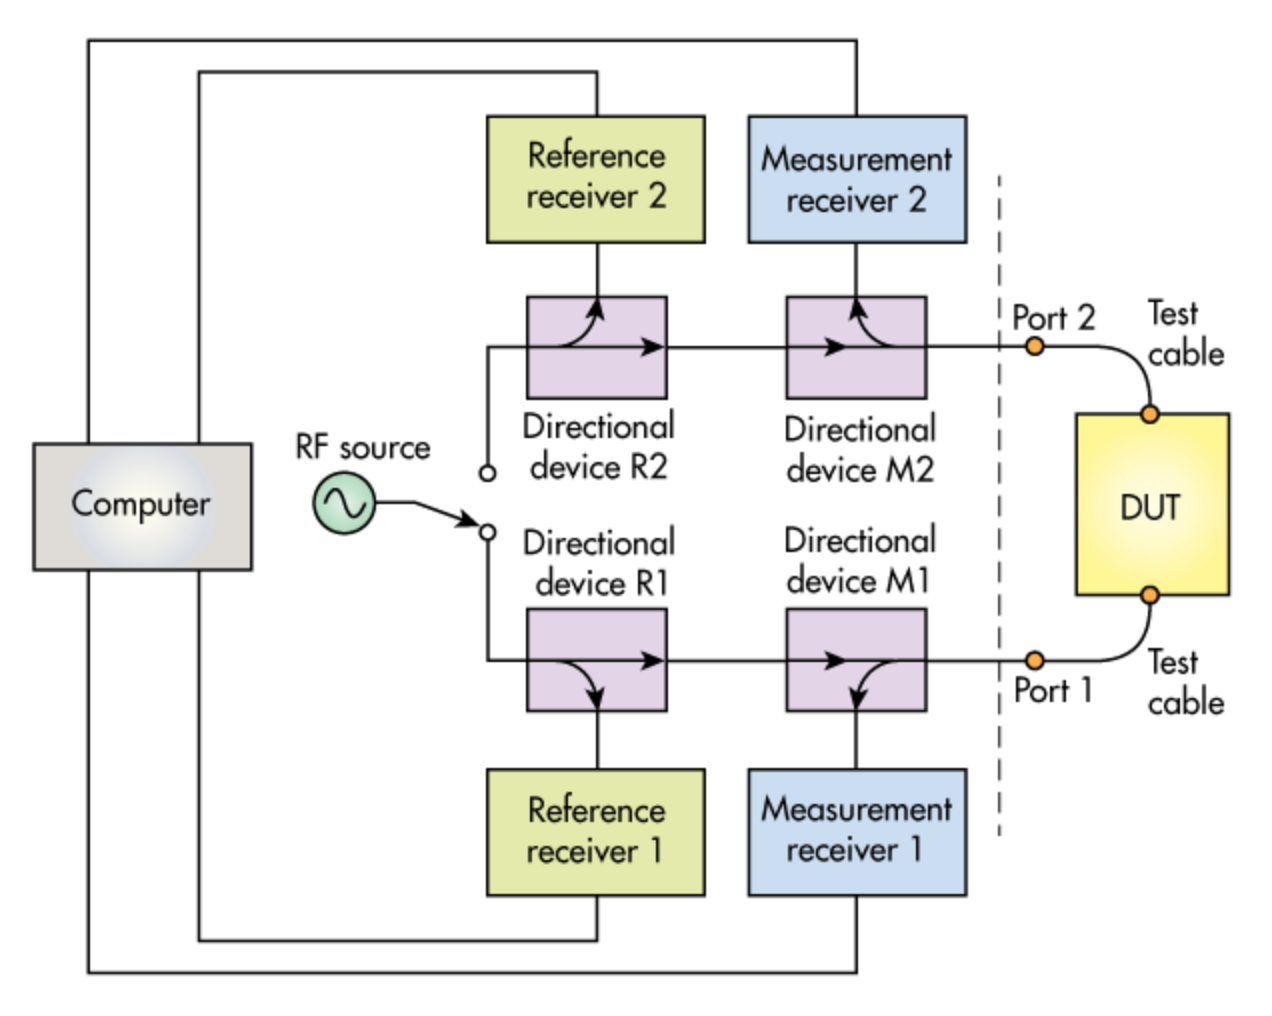 Reference
receiver 2
Measurement
receiver 2
Port 2
Test
cable
Directional
device R2
Directional
device M2
RF source
Computer
DUT
Directional
device R1
Directional
device M1
Port 1
Test
cable
Reference
receiver 1
Measurement
receiver 1